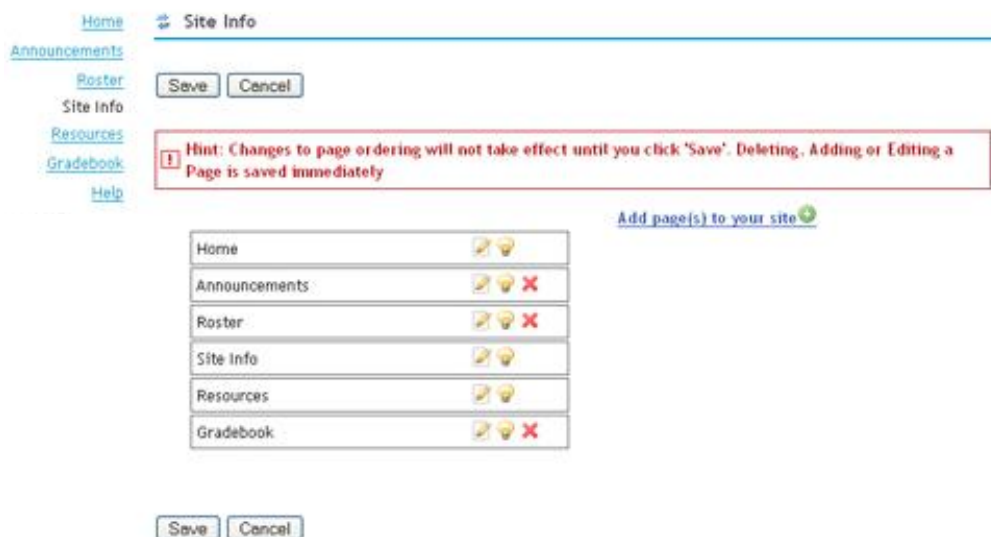 Home
Announcements
Roster
Site Info
Resources
Gradebook
Help
Site Info
Save Cancel
Hint: Changes to page ordering will not take effect until you click 'Save'. Deleting, Adding or Editing a
Page is saved immediately
Add page(s) to your site
Home
Announcements
Roster
Site Info
Resources
Gradebook
Save Cancel